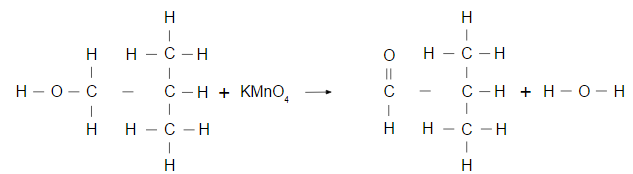 H H
H H – C – H O H – C – H
H – O – C – C – H + KMnO₄ → C – C – H + H – O – H
H H – C – H H H – C – H
H H